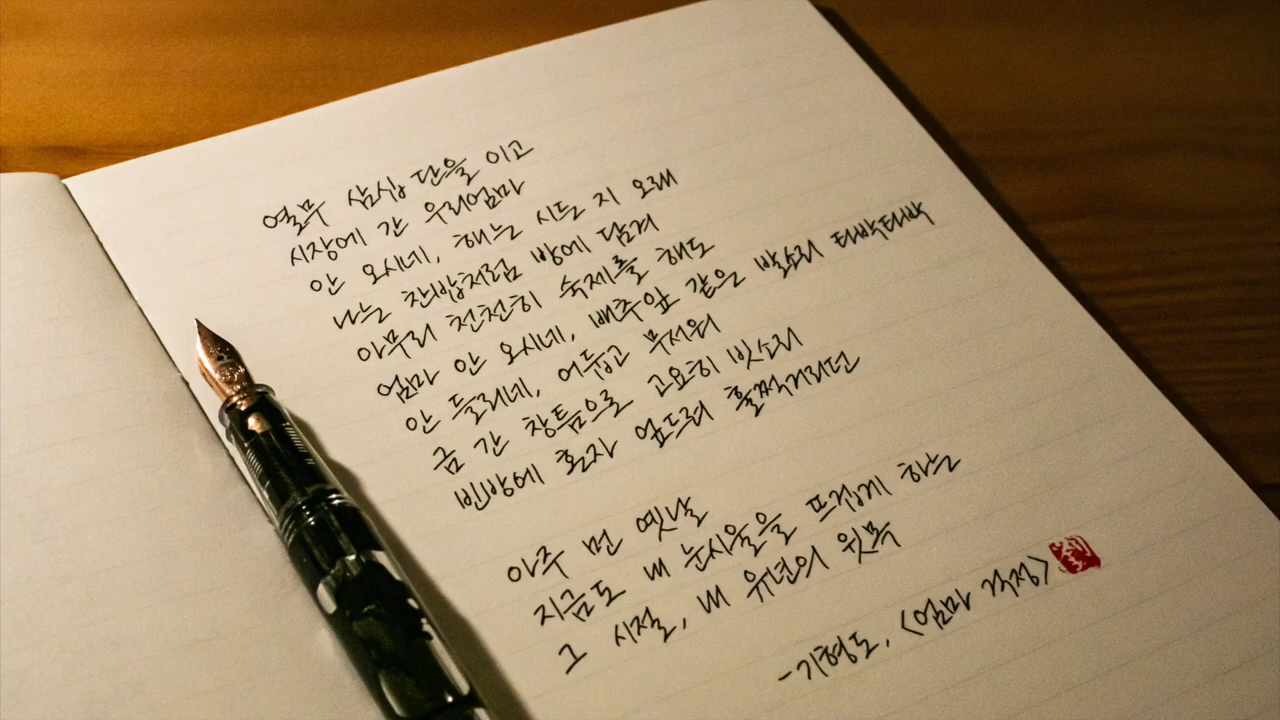 열무 삼십 단을 이고
시장에 간 우리엄마
안 오시네, 해는 시든 지 오래
나는 찬밥처럼 방에 담겨
아무리 천천히 숙제를 해도
엄마 안 오시네, 배추잎 같은 발소리 타박타박
안 들리네, 어둡고 무서워
금 간 창틈으로 고요히 빗소리
빈방에 혼자 엎드려 훌쩍거리던
아주 먼 옛날
지금도 내 눈시울을 뜨겁게 하는
그 시절, 내 유년의 윗목
-기형도, <엄마 걱정>